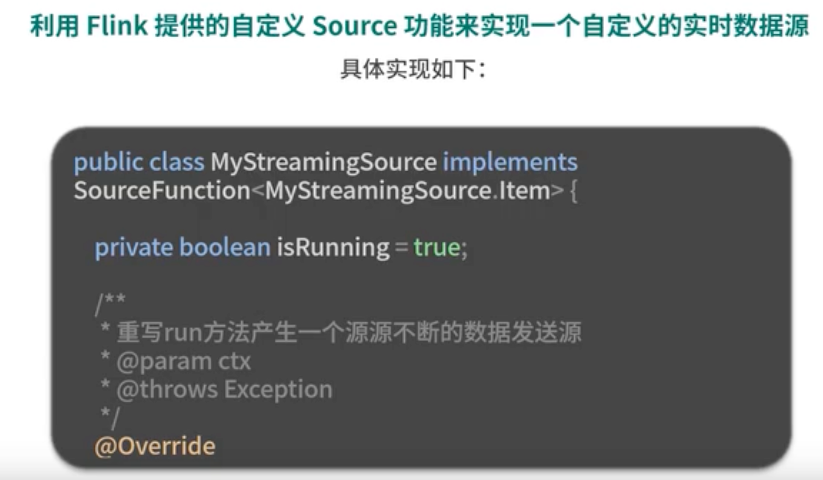 利用 Flink 提供的自定义 Source 功能来实现一个自定义的实时数据源
具体实现如下：
public class MyStreamingSource implements
SourceFunction<MyStreamingSource.Item> {
private boolean isRunning = true;
/**
* 重写run方法产生一个源源不断的数据发送源
* @param ctx
* @throws Exception
*/
@Override